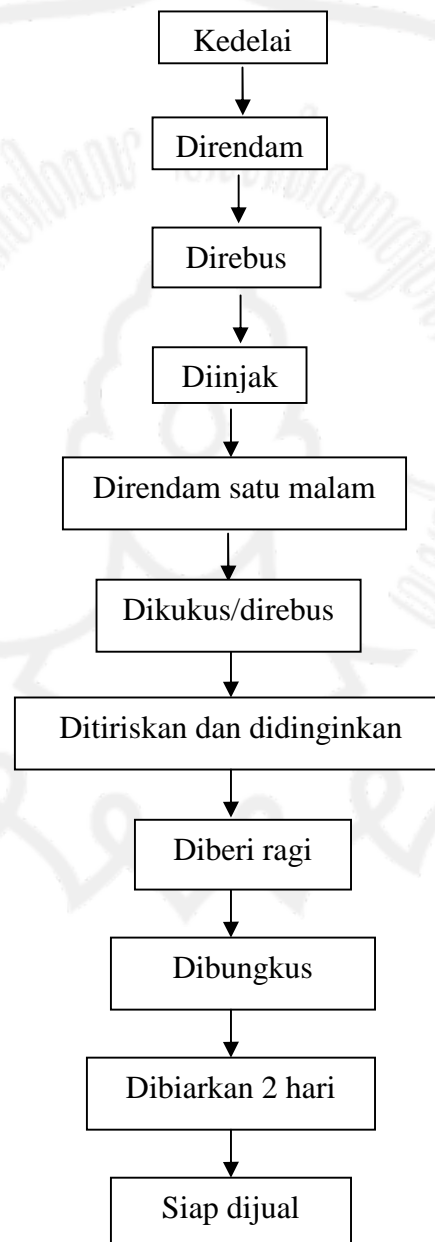 Kedelai
Direndam
Direbus
Diinjak
Direndam satu malam
Dikukus/direbus
Ditiriskan dan didinginkan
Diberi ragi
Dibungkus
Dibiarkan 2 hari
Siap dijual